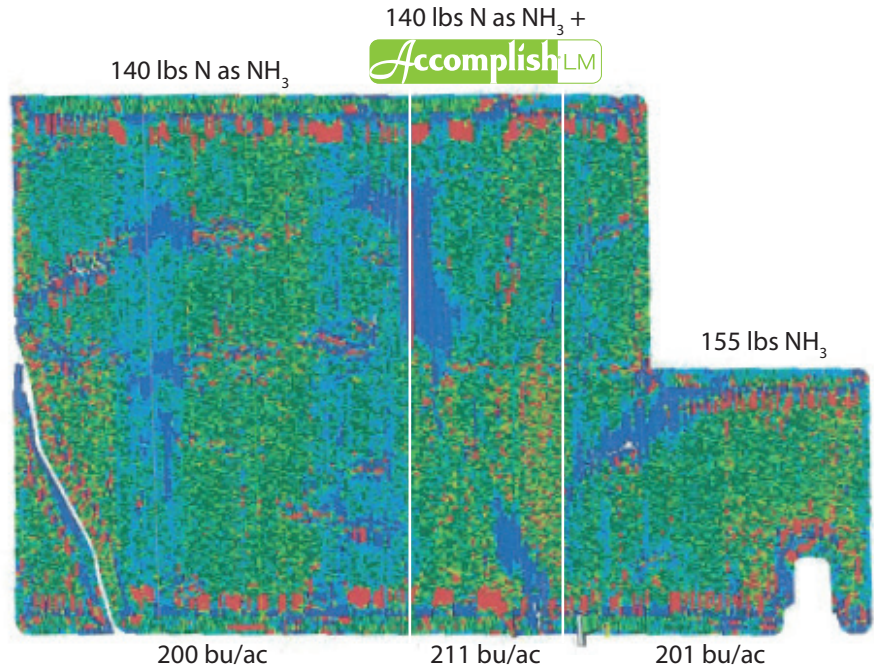 140 lbs N as NH₃ +
Accomplish LM
140 lbs N as NH₃
155 lbs NH₃
200 bu/ac
211 bu/ac
201 bu/ac